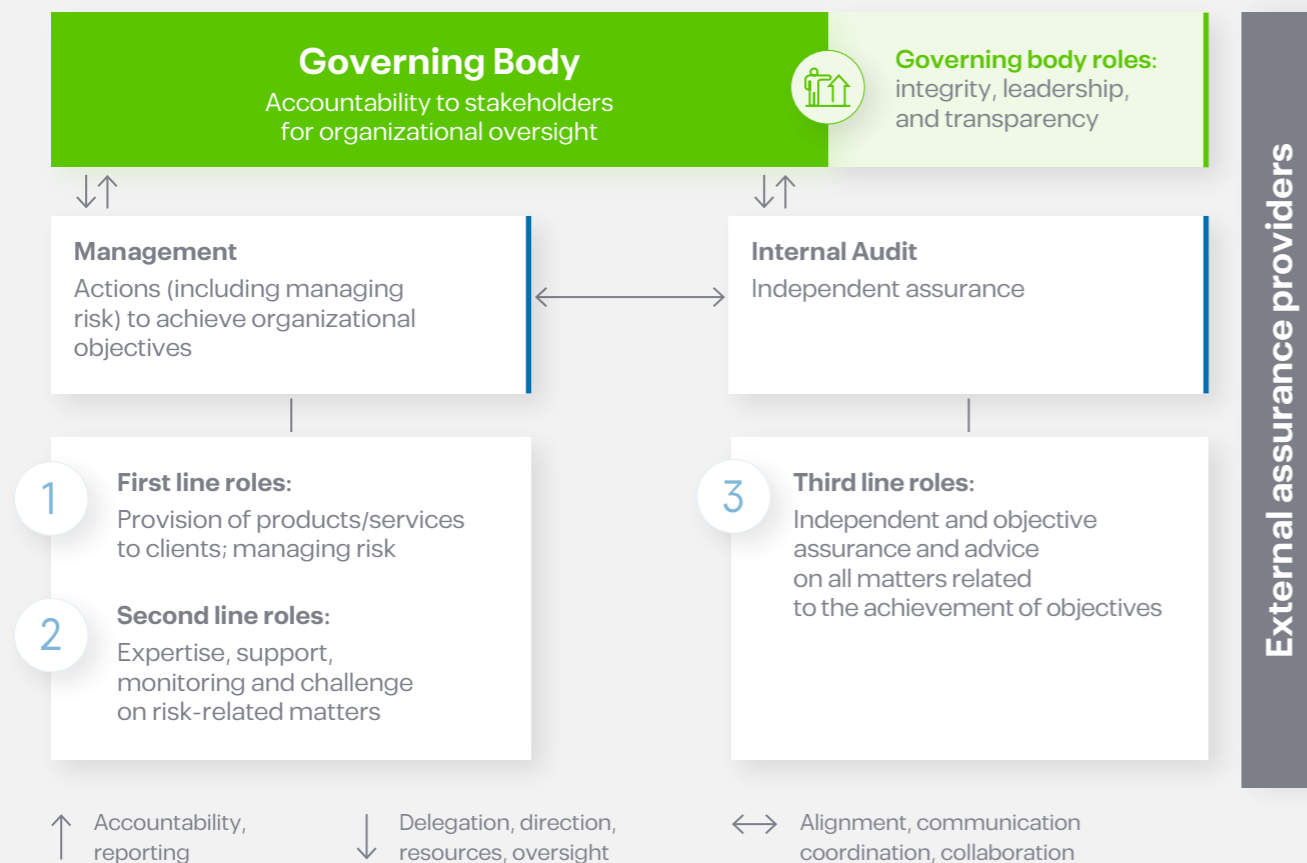 Governing Body
Accountability to stakeholders
for organizational oversight
Governing body roles:
integrity, leadership,
and transparency
Management
Actions (including managing
risk) to achieve organizational
objectives
Internal Audit
Independent assurance
1
First line roles:
Provision of products/services
to clients; managing risk
2
Second line roles:
Expertise, support,
monitoring and challenge
on risk-related matters
3
Third line roles:
Independent and objective
assurance and advice
on all matters related
to the achievement of objectives
External assurance providers
Accountability,
reporting
Delegation, direction,
resources, oversight
Alignment, communication
coordination, collaboration